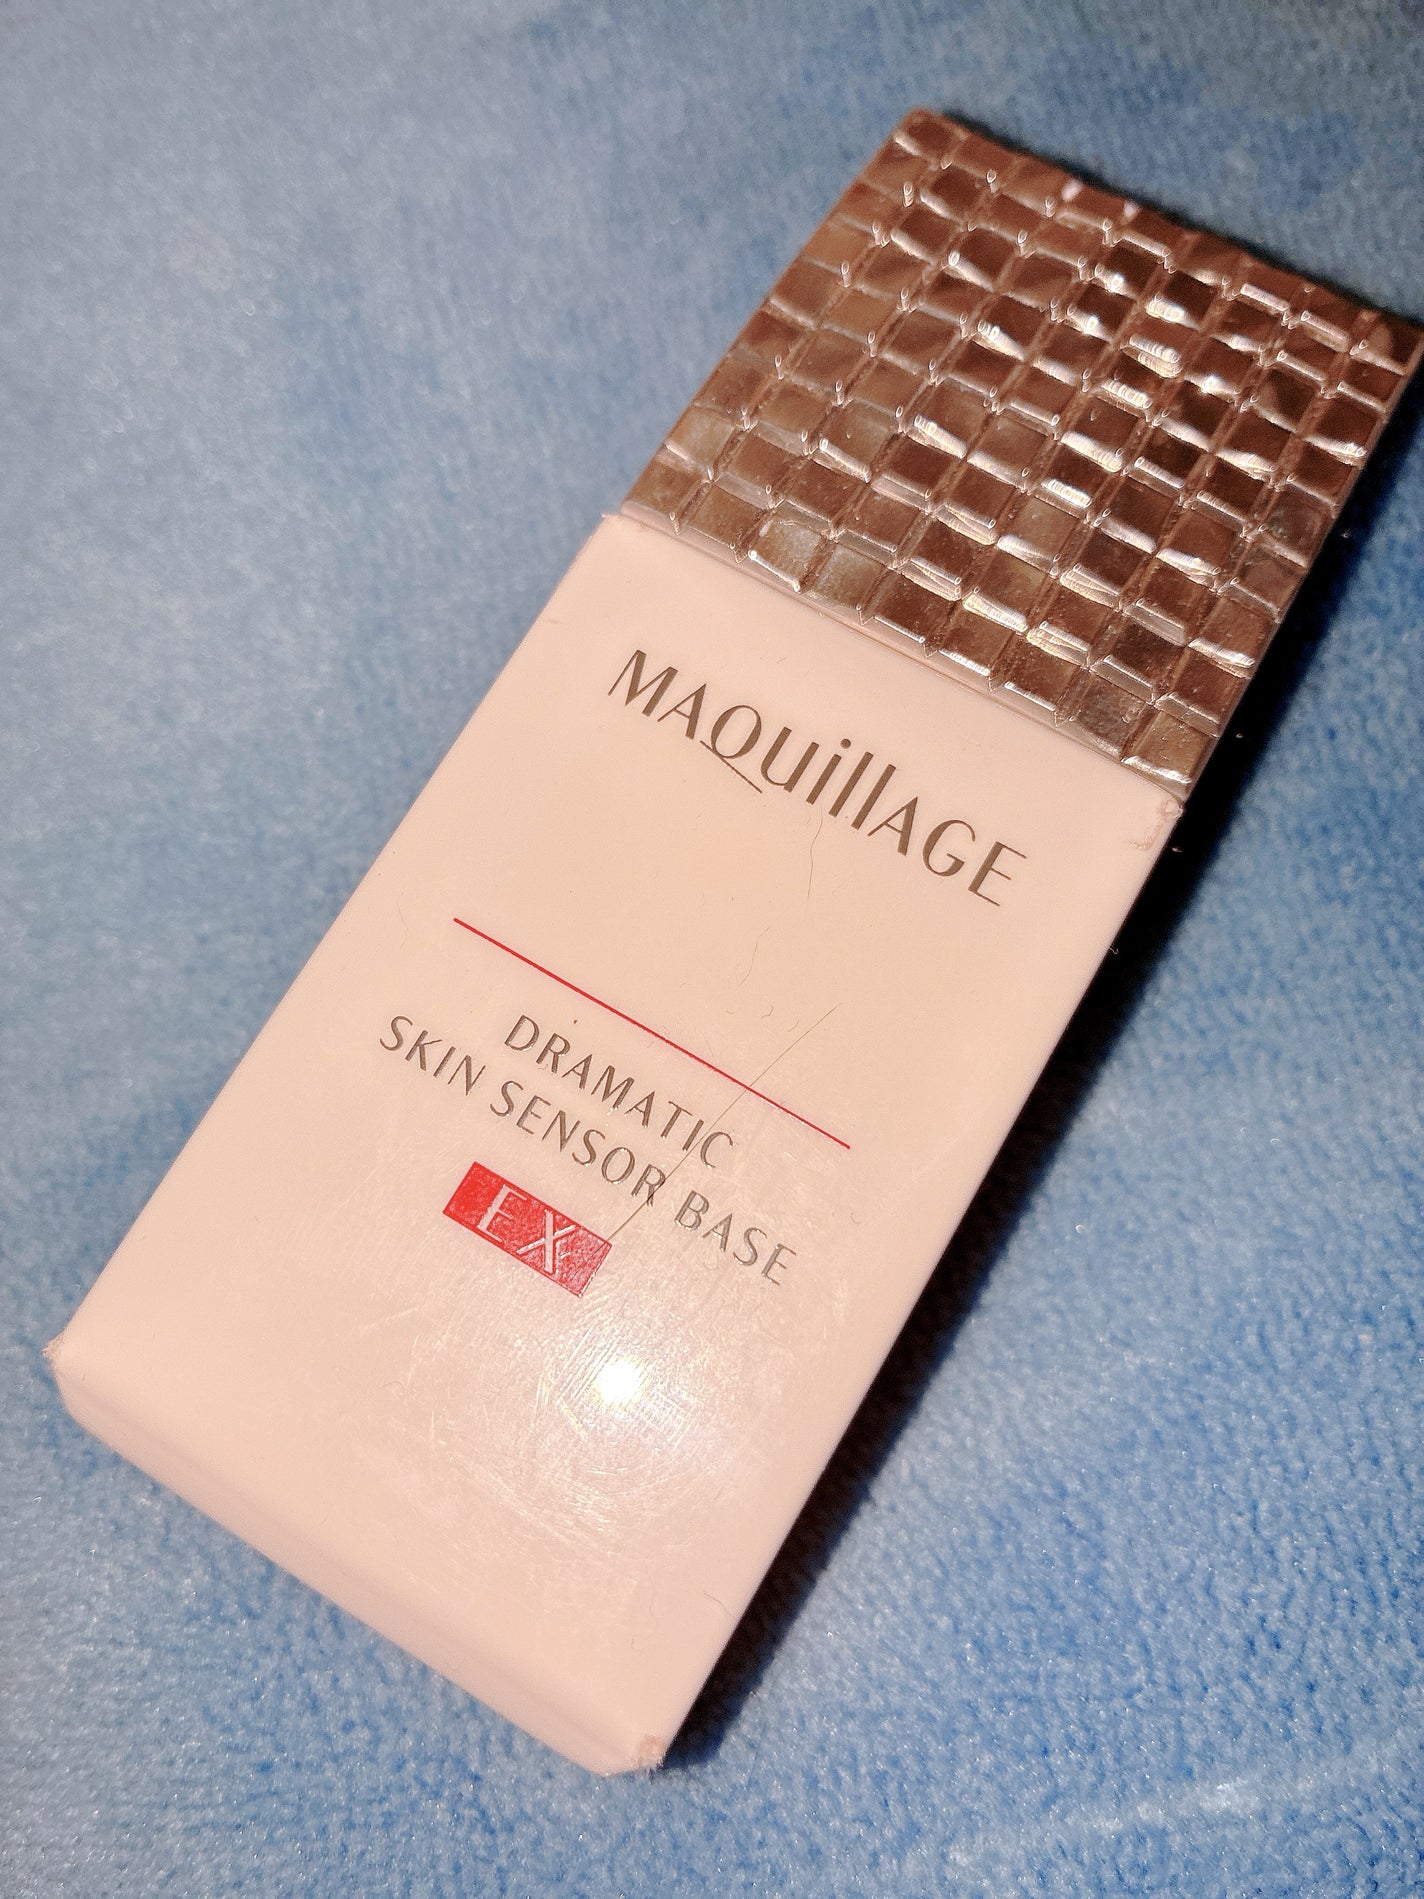 MAQuillAGE
DRAMATIC
SKIN SENSOR BASE
EX